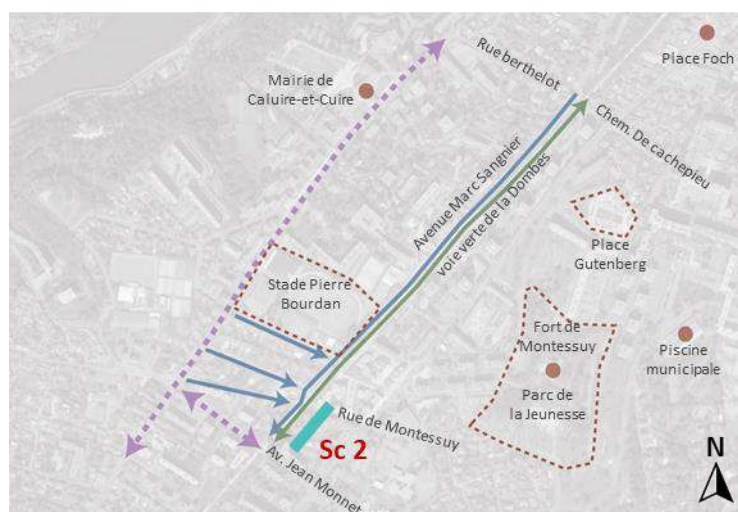 Rue berthelot
Place Foch
Mairie de
Caluire-et-Cuire
Chem. De cachepieu
Avenue Marc Sangnier
voie verte de la Dombes
Place
Gutenberg
Stade Pierre
Bourdan
Fort de
Montessuy
Piscine
municipale
Parc de
la Jeunesse
Rue de Montessuy
Sc 2
Av. Jean Monnet
N